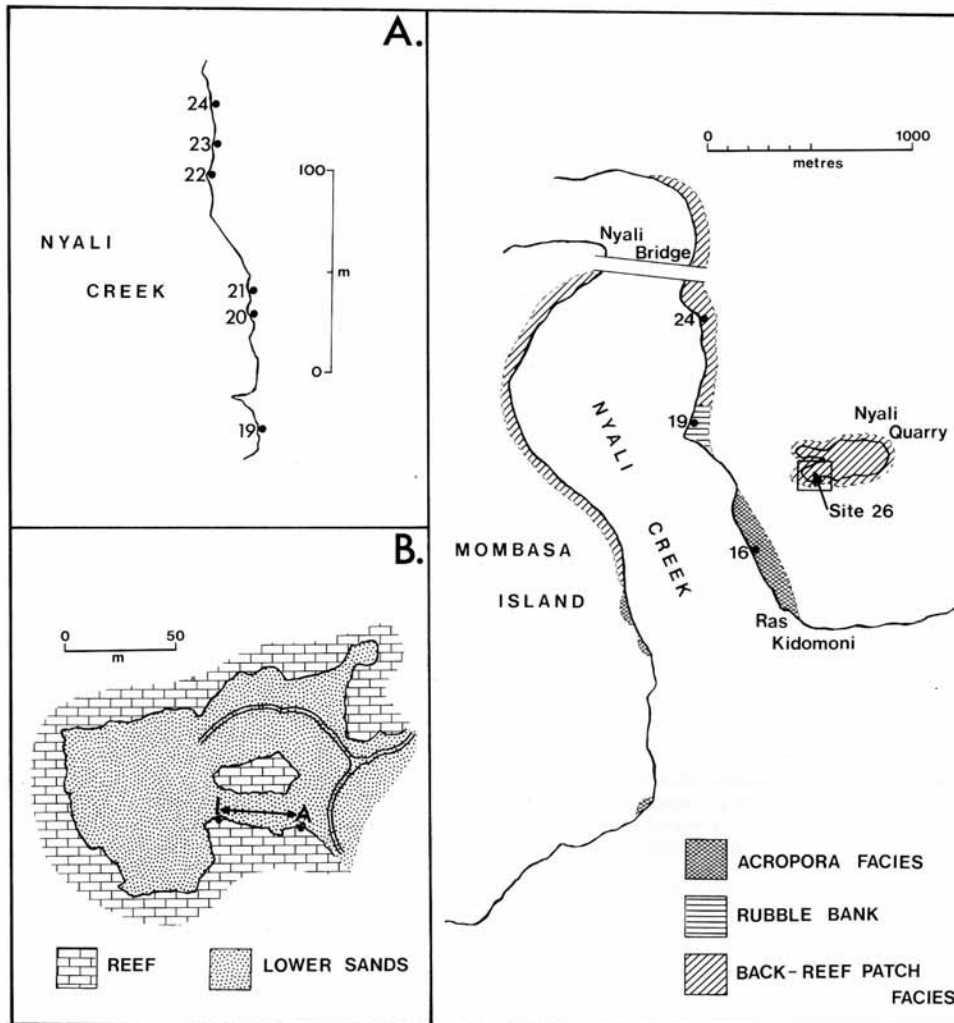 A.
24
23
22
100
NYALI
CREEK
m
21
20
0
19
B.
0 50
m
I A
REEF
LOWER SANDS
0 1000
metres
Nyali
Bridge
24
19
Nyali
Quarry
NYALI
CREEK
Site 26
16
MOMBASA
ISLAND
Ras
Kidomoni
ACROPORA FACIES
RUBBLE BANK
BACK-REEF PATCH
FACIES